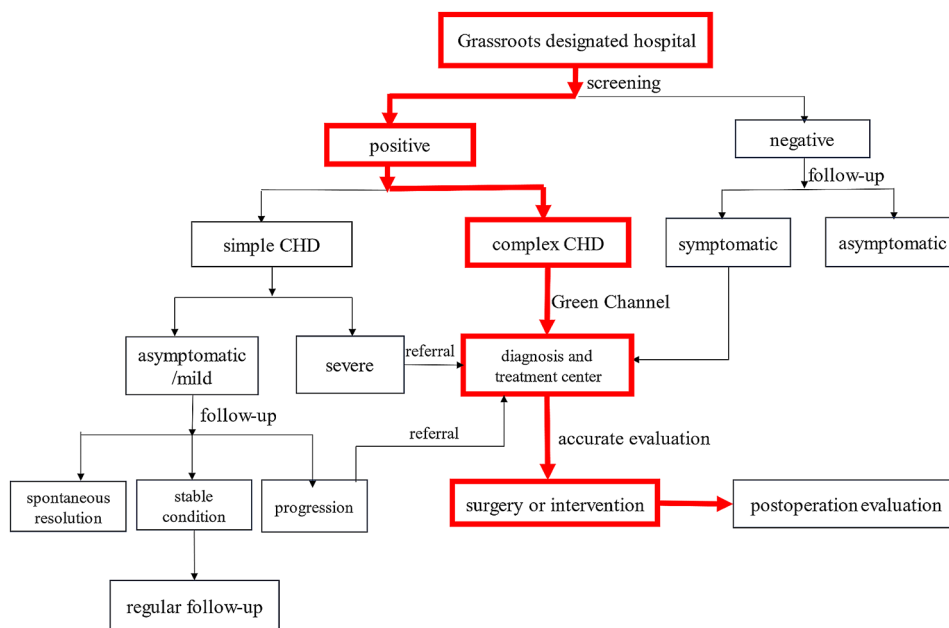 Grassroots designated hospital
screening
positive
negative
follow-up
simple CHD
complex CHD
symptomatic
asymptomatic
Green Channel
asymptomatic
/mild
severe
referral
diagnosis and
treatment center
follow-up
referral
accurate evaluation
spontaneous
resolution
stable
condition
progression
surgery or intervention
postoperation evaluation
regular follow-up